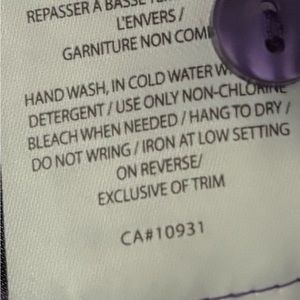 REPASSER À BASSE
L'ENVERS /
GARNITURE NON
HAND WASH, IN COLD WATER
DETERGENT / USE ONLY NON-CHLORINE
BLEACH WHEN NEEDED / HANG TO DRY /
DO NOT WRING / IRON AT LOW SETTING
ON REVERSE/
EXCLUSIVE OF TRIM
CA#10931